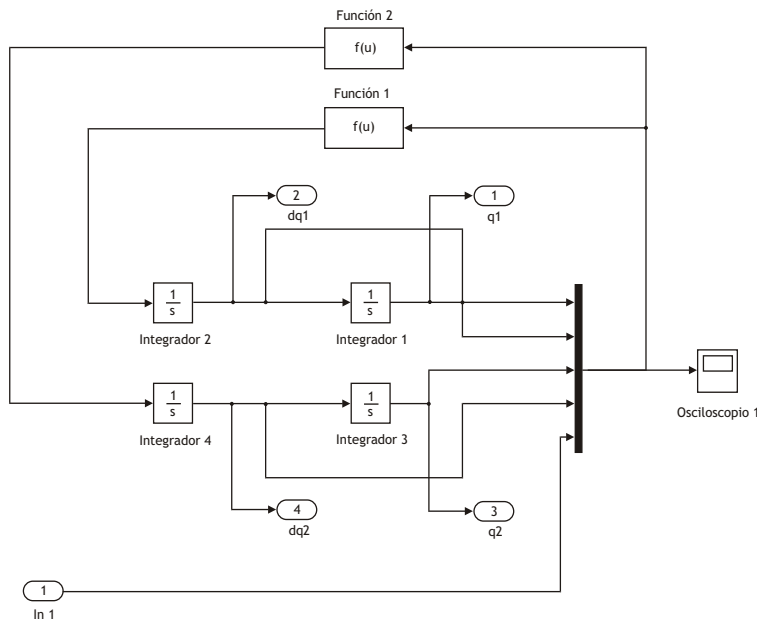 Función 2
f(u)
Función 1
f(u)
2
dq1
1
q1
1
s
Integrador 2
1
s
Integrador 1
1
s
Integrador 4
1
s
Integrador 3
Osciloscopio 1
4
dq2
3
q2
1
In 1